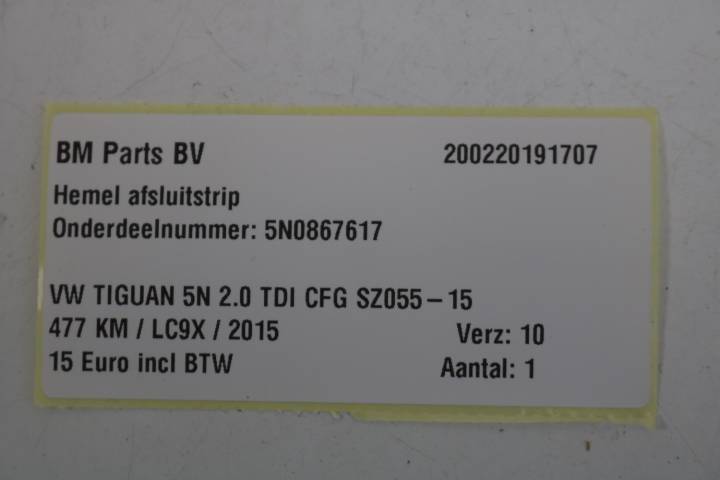 BM Parts BV 200220191707
Hemel afsluitstrip
Onderdeelnummer: 5N0867617
VW TIGUAN 5N 2.0 TDI CFG SZ055-15
477 KM / LC9X / 2015 Verz: 10
15 Euro incl BTW Aantal: 1